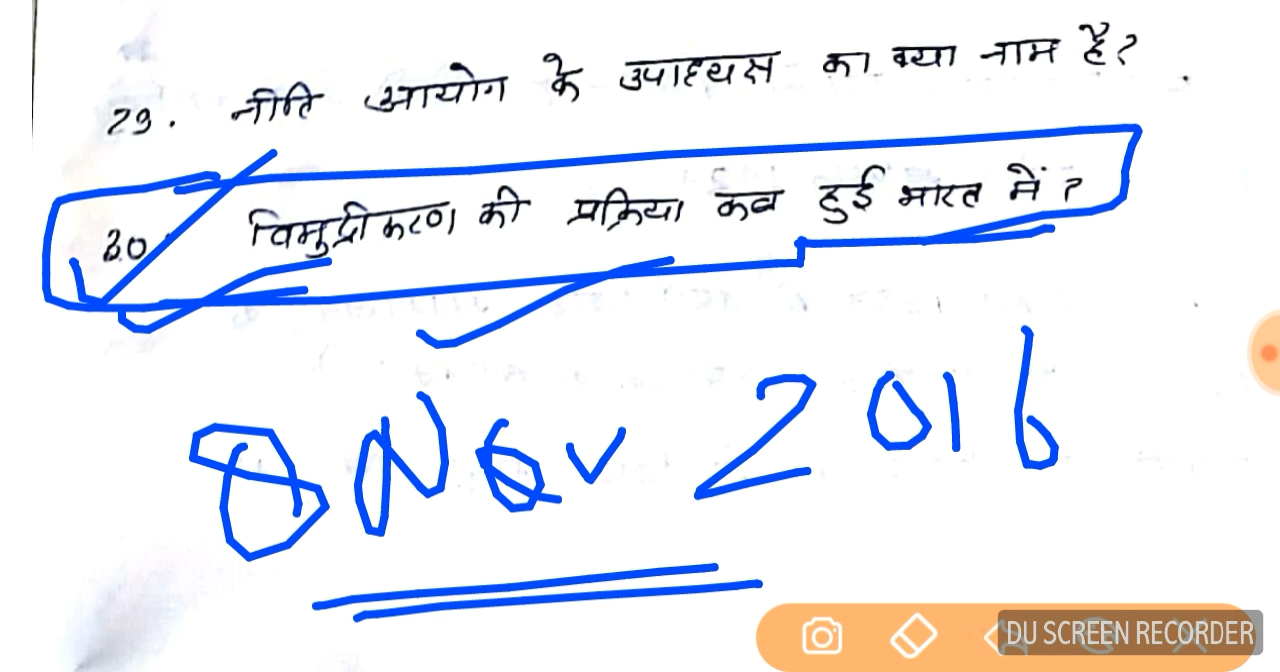 29. नीति आयोग के उपाध्यक्ष का क्या नाम है?
30 विमुद्रीकरण की प्रक्रिया कब हुई भारत में?
8 Nov 2016
DU SCREEN RECORDER